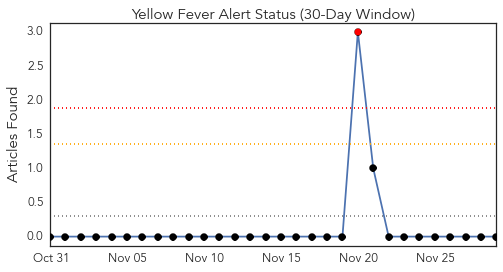 Yellow Fever Alert Status (30-Day Window)
Articles Found
3.0
2.5
2.0
1.5
1.0
0.5
0.0
Oct 31 Nov 05 Nov 10 Nov 15 Nov 20 Nov 25